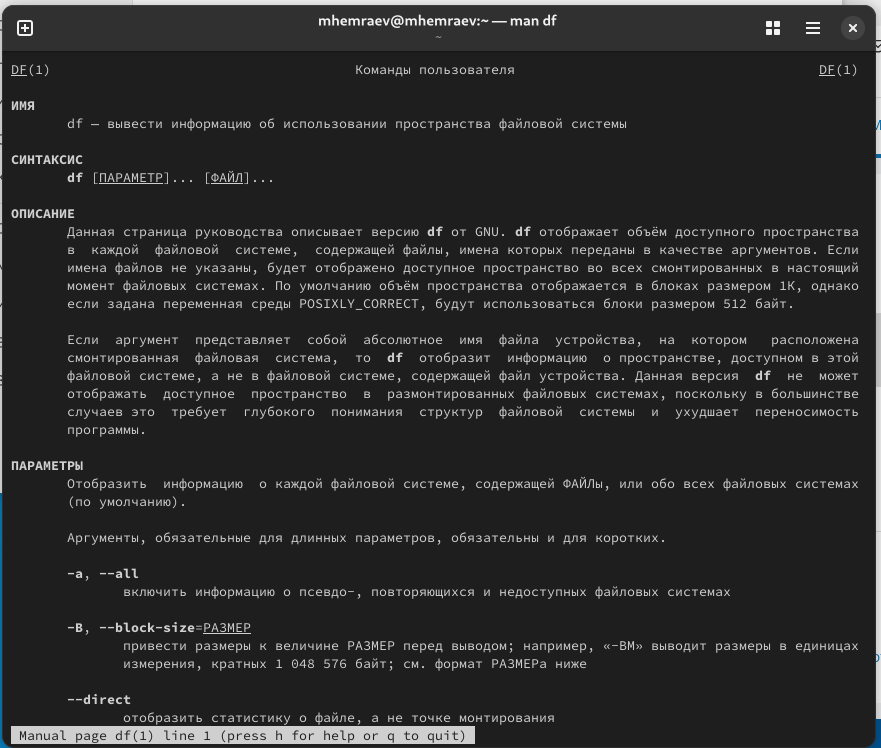 mhemraev@mhemraev:~ — man df
~
DF(1) Команды пользователя DF(1)
ИМЯ
df — вывести информацию об использовании пространства файловой системы
СИНТАКСИС
df [ПАРАМЕТР]... [ФАЙЛ]...
ОПИСАНИЕ
Данная страница руководства описывает версию df от GNU. df отображает объём доступного пространства
в каждой файловой системе, содержащей файлы, имена которых переданы в качестве аргументов. Если
имена файлов не указаны, будет отображено доступное пространство во всех смонтированных в настоящий
момент файловых системах. По умолчанию объём пространства отображается в блоках размером 1К, однако
если задана переменная среды POSIXLY_CORRECT, будут использоваться блоки размером 512 байт.
Если аргумент представляет собой абсолютное имя файла устройства, на котором расположена
смонтированная файловая система, то df отобразит информацию о пространстве, доступном в этой
файловой системе, а не в файловой системе, содержащей файл устройства. Данная версия df не может
отображать доступное пространство в размонтированных файловых системах, поскольку в большинстве
случаев это требует глубокого понимания структур файловой системы и ухудшает переносимость
программы.
ПАРАМЕТРЫ
Отобразить информацию о каждой файловой системе, содержащей ФАЙЛы, или обо всех файловых системах
(по умолчанию).
Аргументы, обязательные для длинных параметров, обязательны и для коротких.
-a, --all
включить информацию о псевдо-, повторяющихся и недоступных файловых системах
-B, --block-size=РАЗМЕР
привести размеры к величине РАЗМЕР перед выводом; например, «-BM» выводит размеры в единицах
измерения, кратных 1 048 576 байт; см. формат РАЗМЕРа ниже
--direct
отобразить статистику о файле, а не точке монтирования
Manual page df(1) line 1 (press h for help or q to quit)